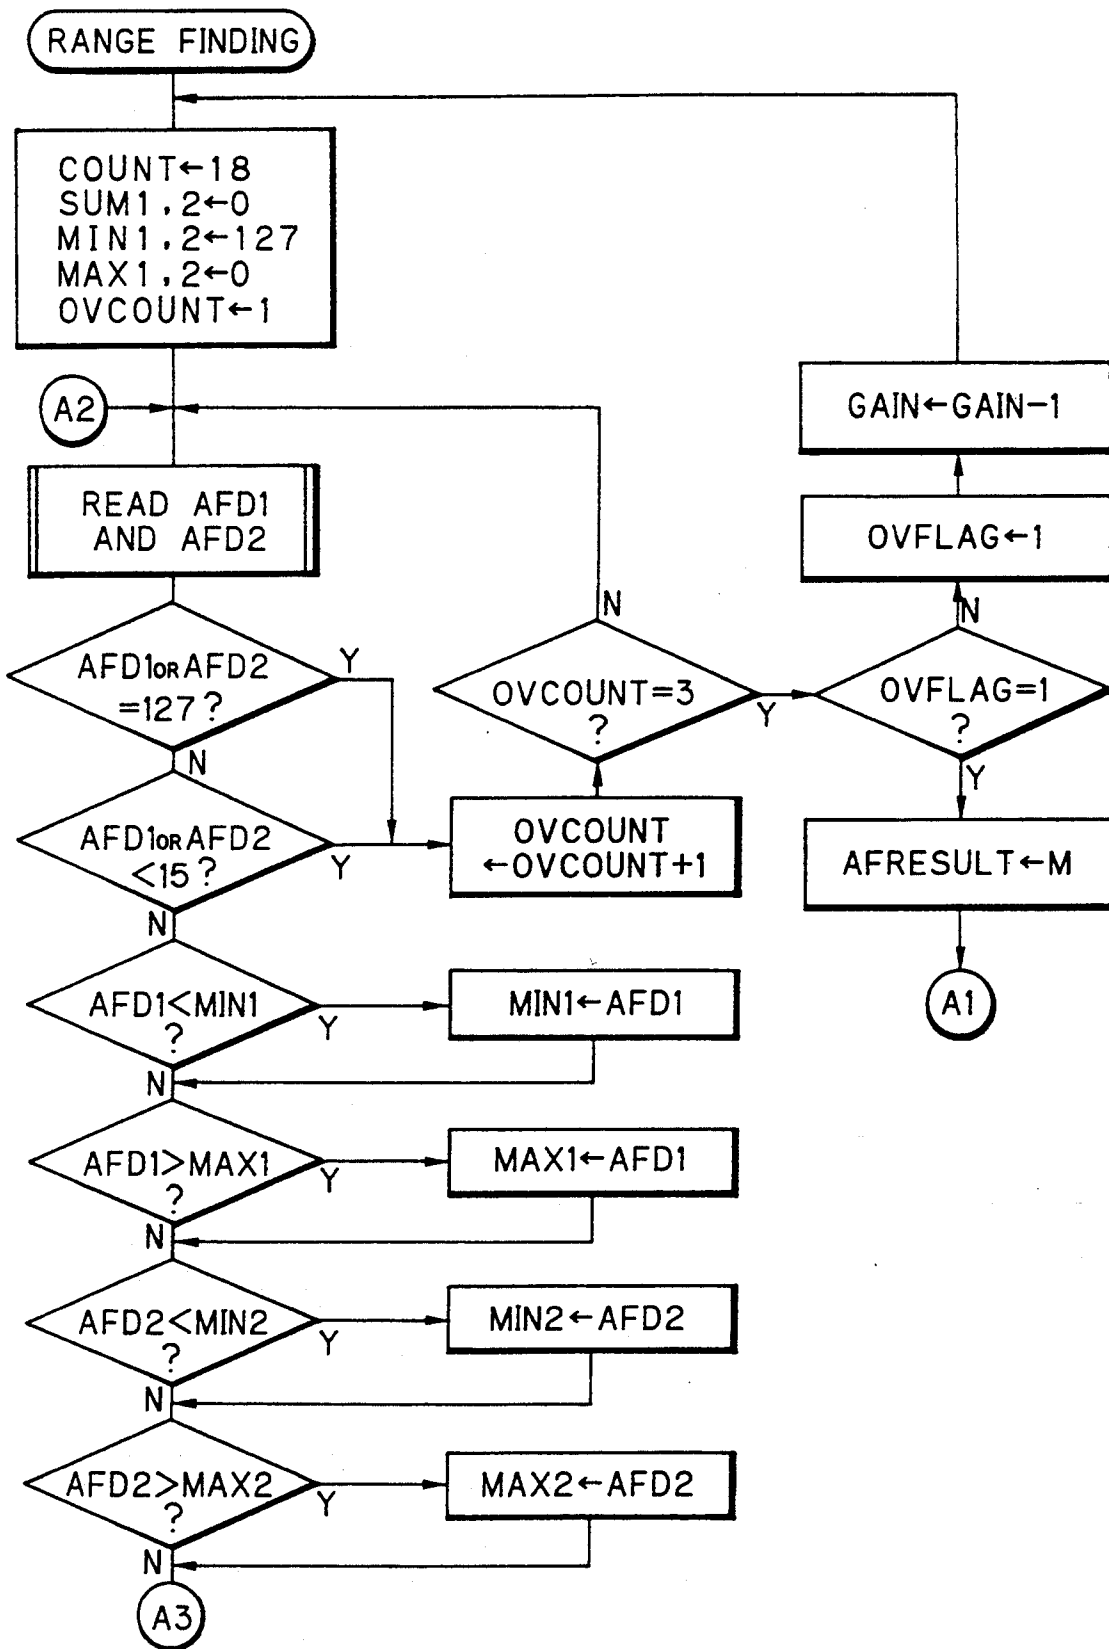 RANGE FINDING
COUNT←18
SUM1,2←0
MIN1,2←127
MAX1,2←0
OVCOUNT←1
A2
READ AFD1
AND AFD2
AFD1 OR AFD2
=127?
Y
N
AFD1 OR AFD2
<15?
Y
N
OVCOUNT
←OVCOUNT+1
OVCOUNT=3
?
N
Y
OVFLAG=1
?
N
Y
OVFLAG←1
GAIN←GAIN-1
AFRESULT←M
A1
AFD1<MIN1
?
Y
N
MIN1←AFD1
AFD1>MAX1
?
Y
N
MAX1←AFD1
AFD2<MIN2
?
Y
N
MIN2←AFD2
AFD2>MAX2
?
Y
N
MAX2←AFD2
A3